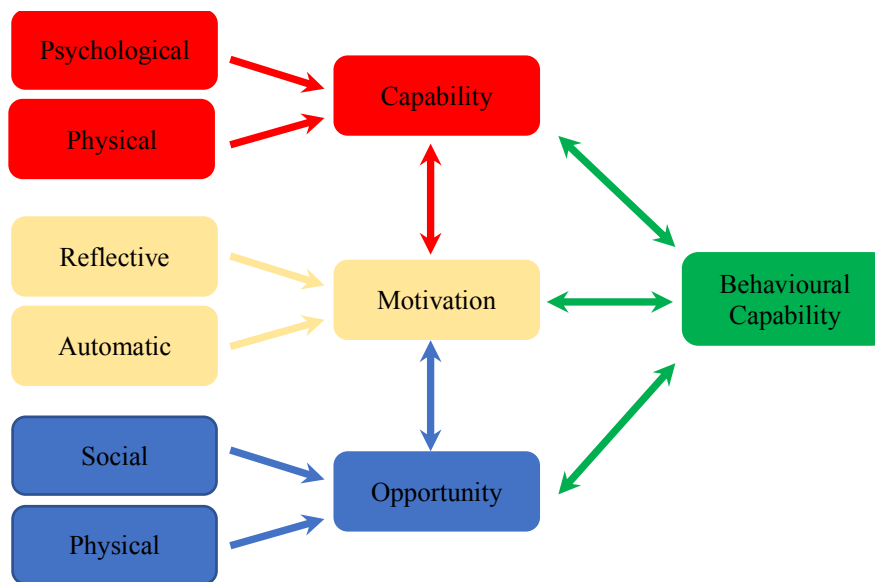 Psychological
Physical
Capability
Reflective
Automatic
Motivation
Behavioural
Capability
Social
Physical
Opportunity